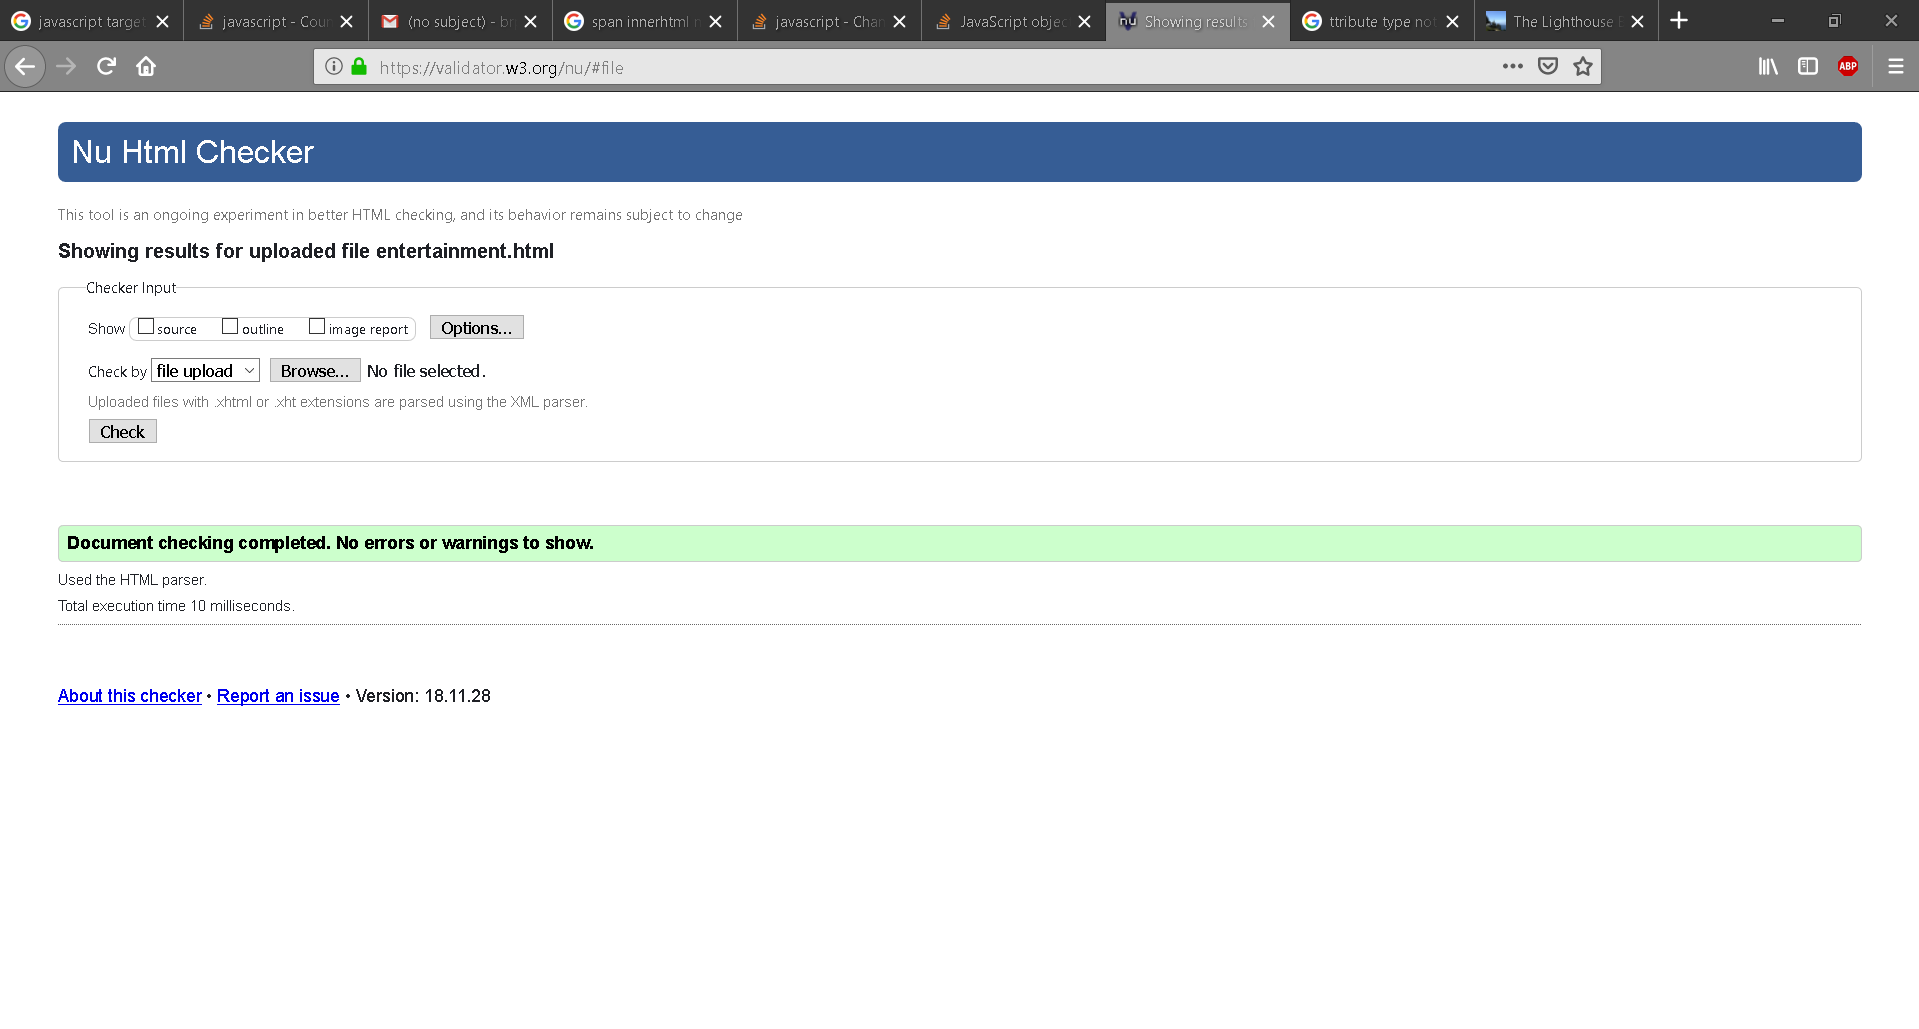 javascript target
javascript - Coun
(no subject) - br
span innerhtml n
javascript - Chan
JavaScript objec
Showing results
ttribute type not
The Lighthouse
https://validator.w3.org/nu/#file
ABP
Nu Html Checker
This tool is an ongoing experiment in better HTML checking, and its behavior remains subject to change
Showing results for uploaded file entertainment.html
Checker Input
Show source outline image report Options...
Check by file upload Browse... No file selected.
Uploaded files with .xhtml or .xht extensions are parsed using the XML parser.
Check
Document checking completed. No errors or warnings to show.
Used the HTML parser.
Total execution time 10 milliseconds.
About this checker • Report an issue • Version: 18.11.28